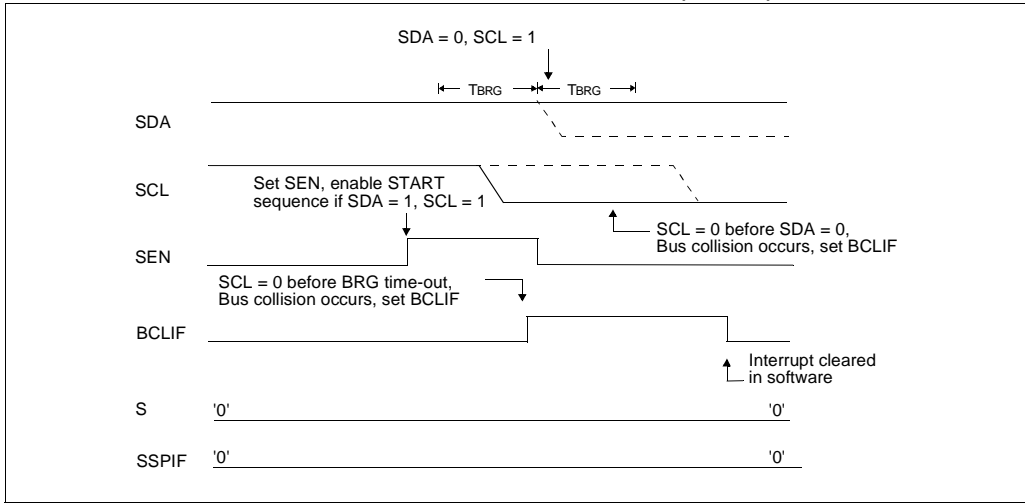 SDA = 0, SCL = 1
TBRG TBRG
SDA
SCL
Set SEN, enable START
sequence if SDA = 1, SCL = 1
SCL = 0 before SDA = 0,
Bus collision occurs, set BCLIF
SEN
SCL = 0 before BRG time-out,
Bus collision occurs, set BCLIF
BCLIF
Interrupt cleared
in software
S '0' '0'
SSPIF '0' '0'